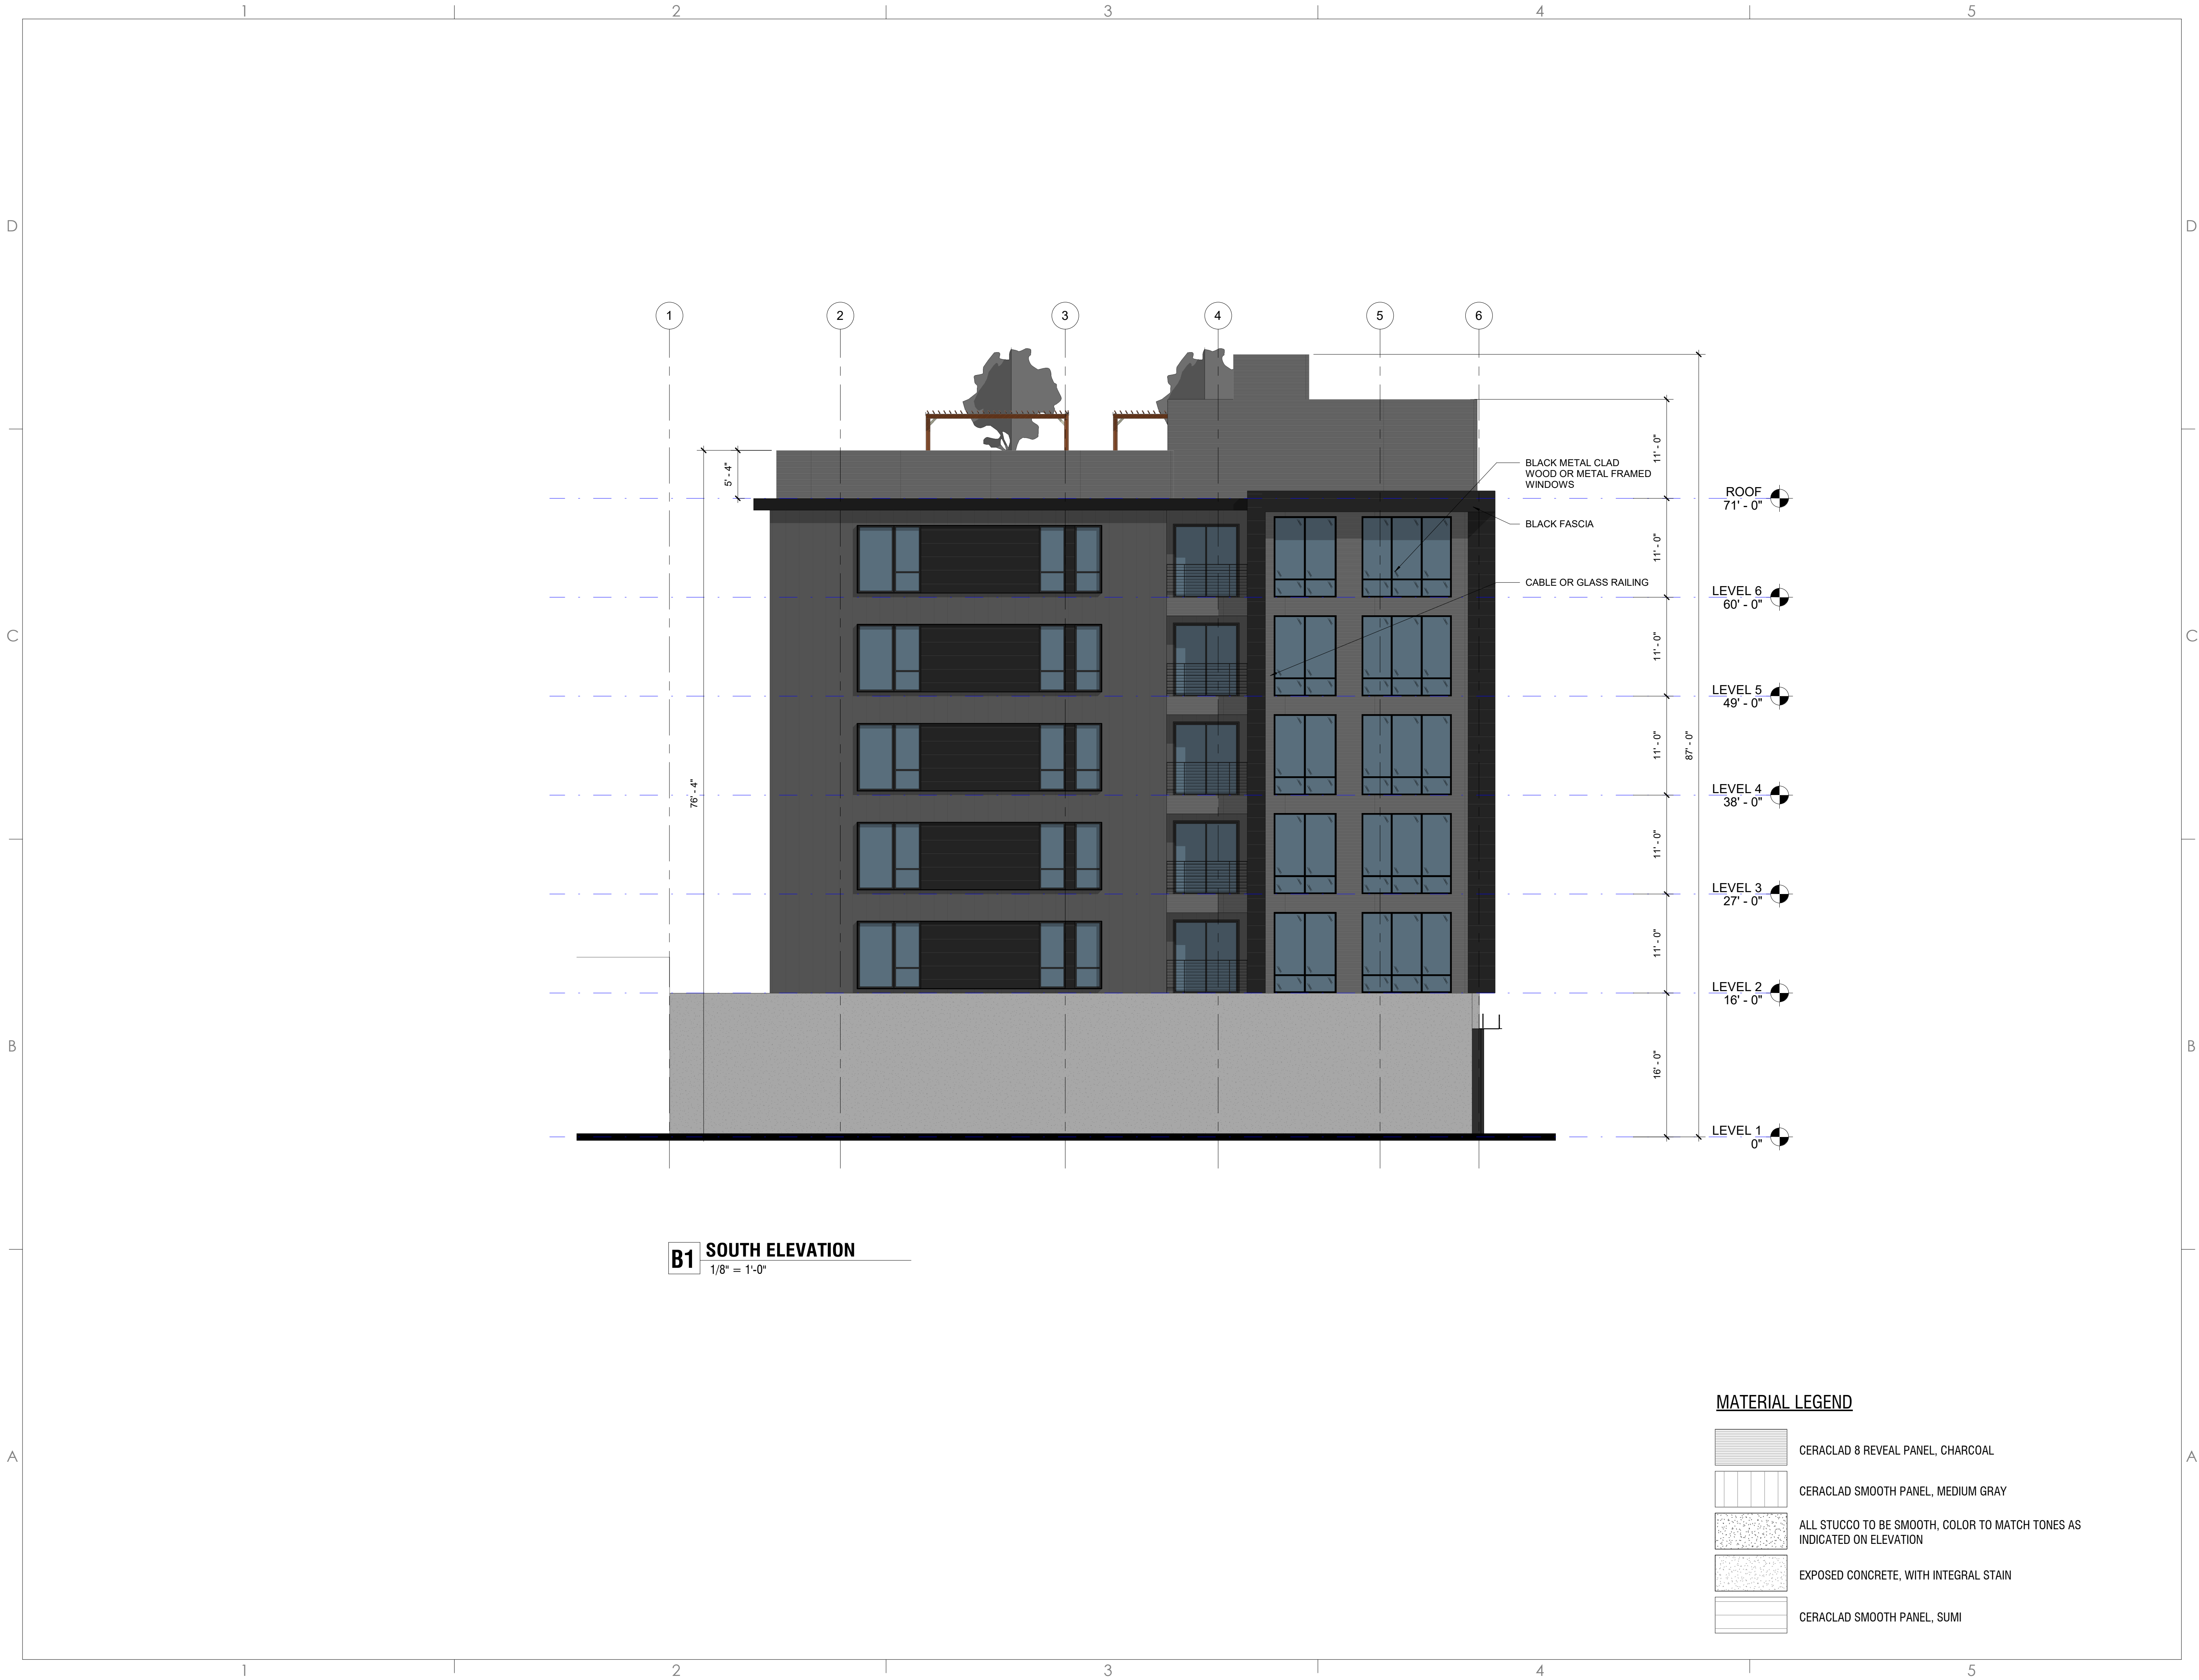 1 2 3 4 5
D D
1 2 3 4 5 6
BLACK METAL CLAD
WOOD OR METAL FRAMED
WINDOWS
BLACK FASCIA
CABLE OR GLASS RAILING
5' - 4"
76' - 4"
11' - 0"
11' - 0"
11' - 0"
11' - 0"
11' - 0"
11' - 0"
16' - 0"
87' - 0"
ROOF
71' - 0"
LEVEL 6
60' - 0"
C C
LEVEL 5
49' - 0"
LEVEL 4
38' - 0"
LEVEL 3
27' - 0"
LEVEL 2
16' - 0"
B B
LEVEL 1
0"
B1 SOUTH ELEVATION
1/8" = 1'-0"
MATERIAL LEGEND
A A
CERACLAD 8 REVEAL PANEL, CHARCOAL
CERACLAD SMOOTH PANEL, MEDIUM GRAY
ALL STUCCO TO BE SMOOTH, COLOR TO MATCH TONES AS
INDICATED ON ELEVATION
EXPOSED CONCRETE, WITH INTEGRAL STAIN
CERACLAD SMOOTH PANEL, SUMI
1 2 3 4 5